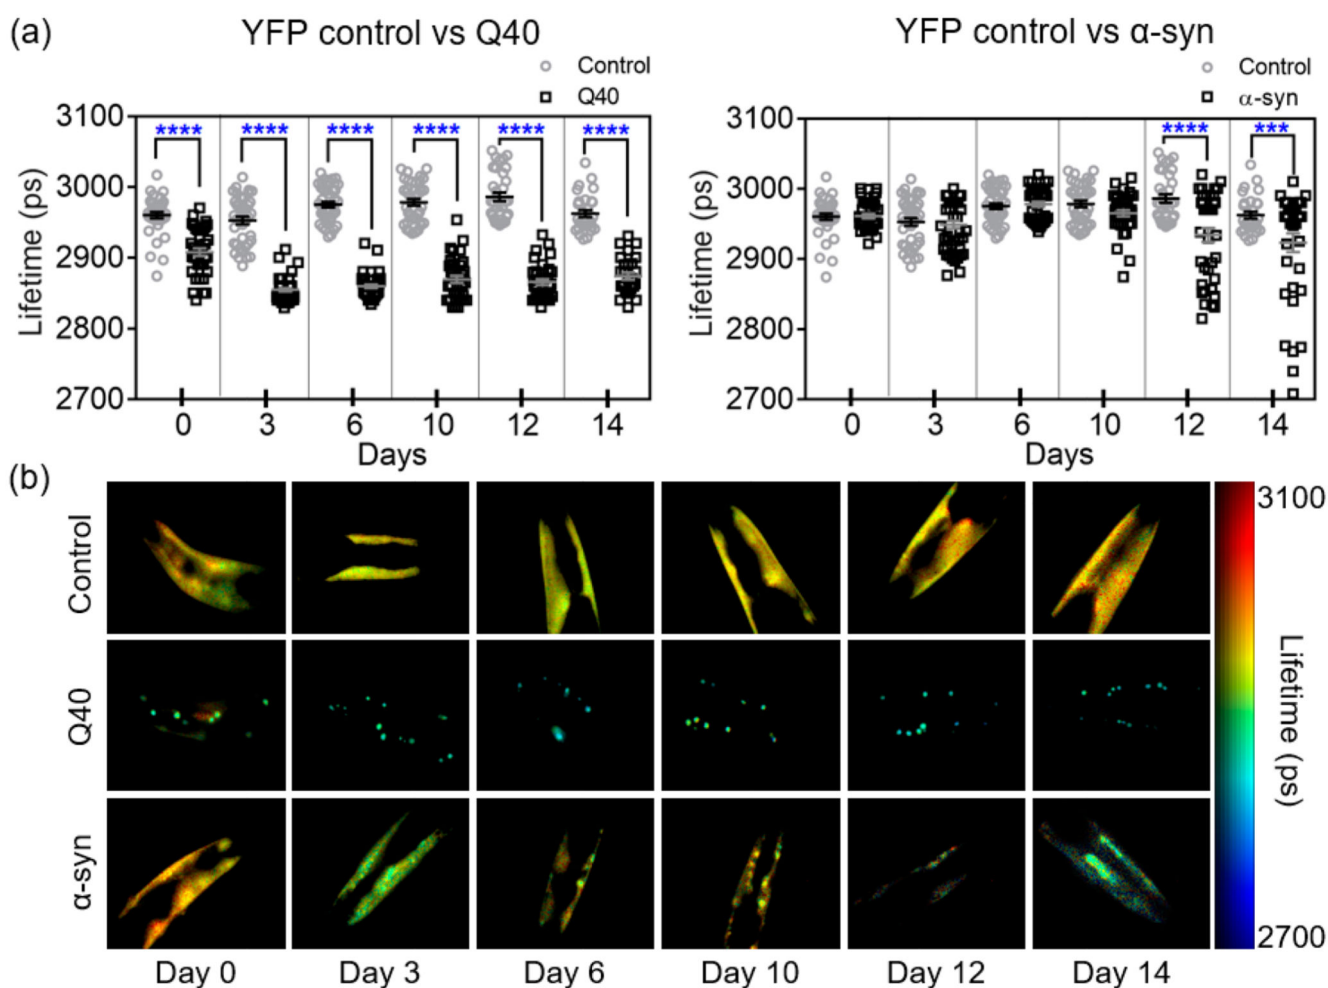 (a)
YFP control vs Q40
Control
Q40
3100
3000
2900
2800
2700
Lifetime (ps)
**** **** **** **** **** ****
0 3 6 10 12 14
Days
YFP control vs α-syn
Control
α-syn
3100
3000
2900
2800
2700
Lifetime (ps)
**** ***
0 3 6 10 12 14
Days
(b)
Control
Q40
α-syn
3100
Lifetime (ps)
2700
Day 0 Day 3 Day 6 Day 10 Day 12 Day 14